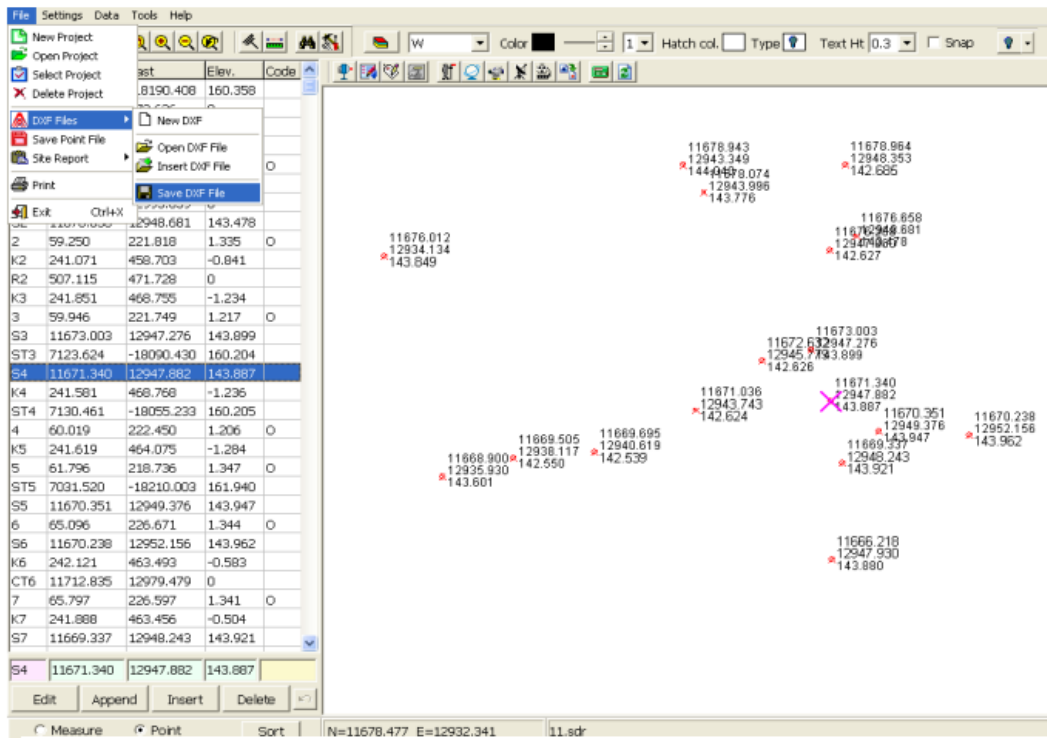 File Settings Data Tools Help
New Project
Open Project
Select Project
Delete Project
DXF Files
Save Point File
Site Report
Print
Exit Ctrl+X
New DXF
Open DXF File
Insert DXF File
Save DXF File
W Color 1 Hatch col. Type Text Ht 0.3 Snap
ast Elev. Code
8190.408 160.358
O
12948.681 143.478
2 59.250 221.818 1.335 O
K2 241.071 458.703 -0.841
R2 507.115 471.728 0
K3 241.851 468.755 -1.234
3 59.946 221.749 1.217 O
S3 11673.003 12947.276 143.899
ST3 7123.624 -18090.430 160.204
S4 11671.340 12947.882 143.887
K4 241.581 468.768 -1.236
ST4 7130.461 -18055.233 160.205
4 60.019 222.450 1.206 O
K5 241.619 464.075 -1.284
5 61.796 218.736 1.347 O
ST5 7031.520 -18210.003 161.940
S5 11670.351 12949.376 143.947
6 65.096 226.671 1.344 O
S6 11670.238 12952.156 143.962
K6 242.121 463.493 -0.583
CT6 11712.835 12979.479 0
7 65.797 226.597 1.341 O
K7 241.888 463.456 -0.504
S7 11669.337 12948.243 143.921
S4 11671.340 12947.882 143.887
Edit Append Insert Delete
Measure Point Sort
N=11678.477 E=12932.341 11.sdr
11678.943
12943.349
12943.996
143.776
11678.964
12948.353
142.685
11676.012
12934.134
143.849
11676.658
142.627
11673.003
12947.276
143.899
142.626
11671.340
12947.882
143.887
11671.036
12943.743
142.624
11670.351
12949.376
143.947
11670.238
12952.156
143.962
11669.337
12948.243
143.921
11669.695
12940.619
142.539
11669.505
12938.117
142.550
11668.900
12935.930
143.601
11666.218
12947.930
143.880